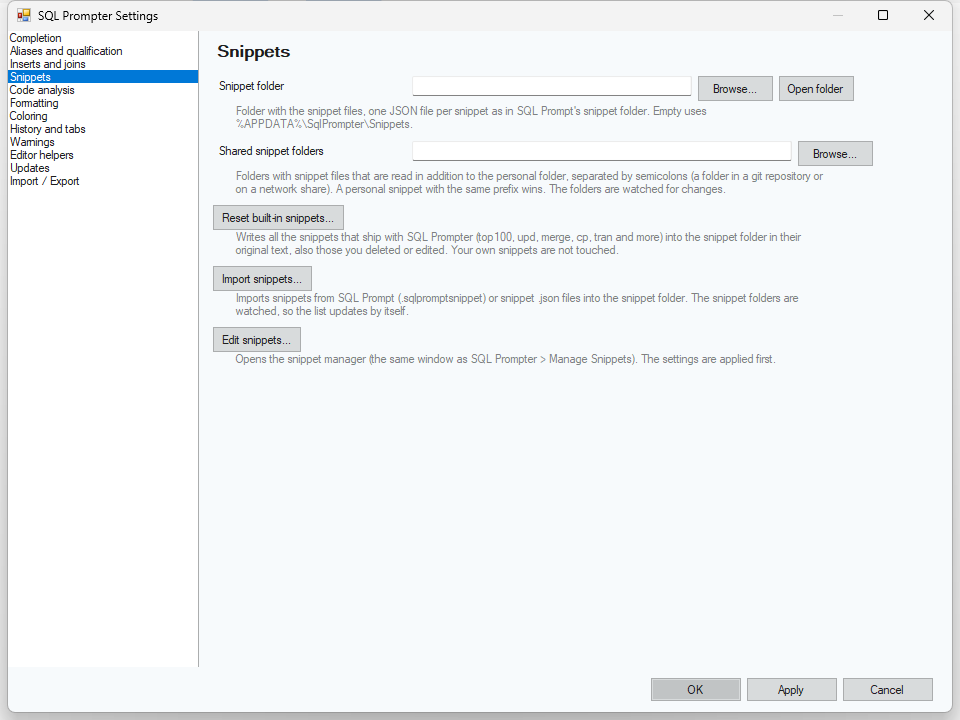 SQL Prompter Settings
Completion
Aliases and qualification
Inserts and joins
Snippets
Code analysis
Formatting
Coloring
History and tabs
Warnings
Editor helpers
Updates
Import / Export
Snippets
Snippet folder
Browse...
Open folder
Folder with the snippet files, one JSON file per snippet as in SQL Prompt's snippet folder. Empty uses
%APPDATA%\SqlPrompter\Snippets.
Shared snippet folders
Browse...
Folders with snippet files that are read in addition to the personal folder, separated by semicolons (a folder in a git repository or
on a network share). A personal snippet with the same prefix wins. The folders are watched for changes.
Reset built-in snippets...
Writes all the snippets that ship with SQL Prompter (top100, upd, merge, cp, tran and more) into the snippet folder in their
original text, also those you deleted or edited. Your own snippets are not touched.
Import snippets...
Imports snippets from SQL Prompt (.sqlpromptsnippet) or snippet .json files into the snippet folder. The snippet folders are
watched, so the list updates by itself.
Edit snippets...
Opens the snippet manager (the same window as SQL Prompter > Manage Snippets). The settings are applied first.
OK
Apply
Cancel